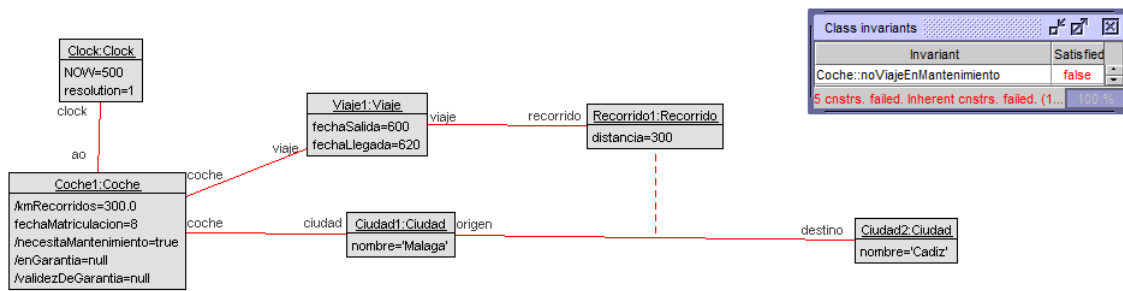 Class invariants
Invariant
Satisfied
Coche::noViajeEnMantenimiento
false
5 cnstrs. failed. Inherent cnstrs. failed. (1...
100 %
Clock:Clock
NOW=500
resolution=1
clock
ao
Viaje1:Viaje
fechaSalida=600
fechaLlegada=620
viaje
recorrido
Recorrido1:Recorrido
distancia=300
viaje
coche
Coche1:Coche
/kmRecorridos=300.0
fechaMatriculacion=8
/necesitaMantenimiento=true
/enGarantia=null
/validezDeGarantia=null
coche
ciudad
Ciudad1:Ciudad
nombre='Malaga'
origen
destino
Ciudad2:Ciudad
nombre='Cadiz'